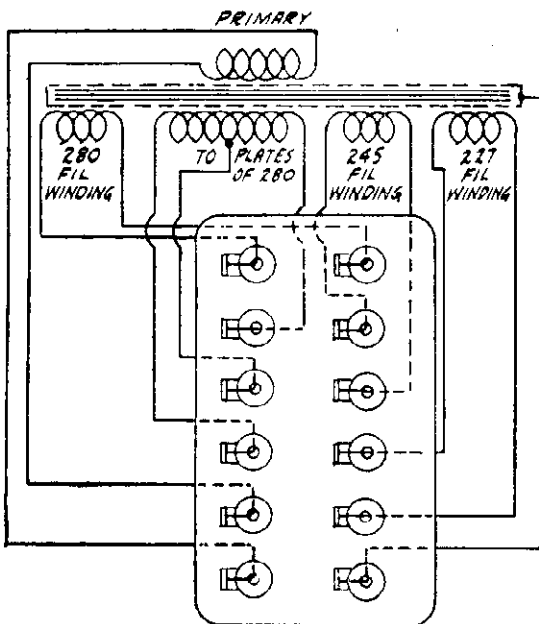 PRIMARY
280
FIL
WINDING
TO PLATES
OF 280
245
FIL
WINDING
227
FIL
WINDING